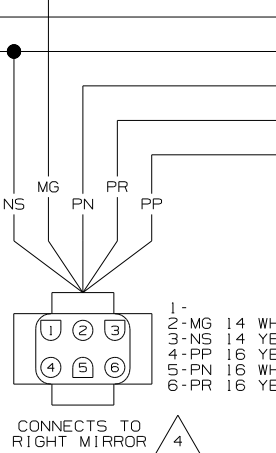 MG PR
NS PN PP
1 2 3
4 5 6
1-
2-MG 14 WH
3-NS 14 YE
4-PP 16 YE
5-PN 16 WH
6-PR 16 YE
CONNECTS TO
RIGHT MIRROR 4